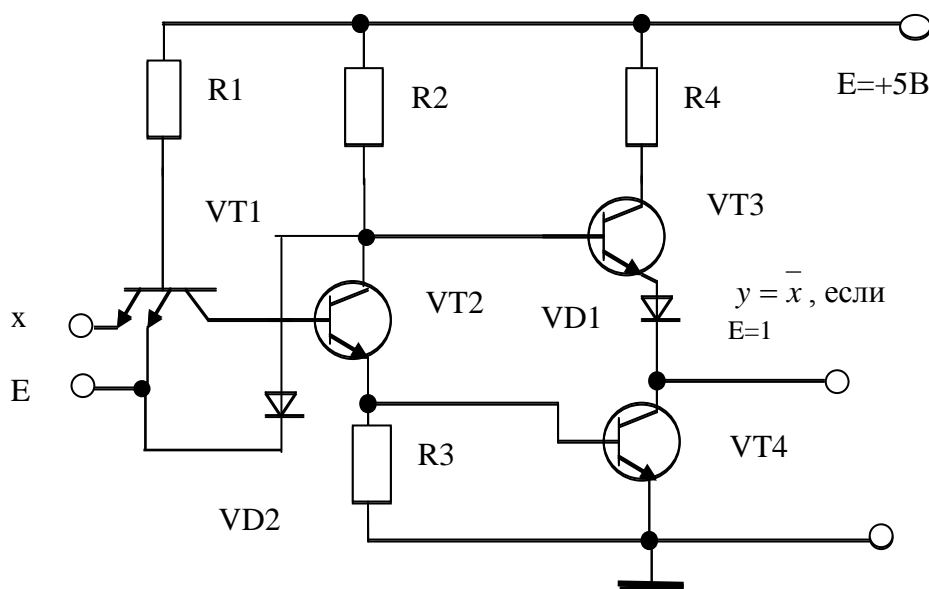 R1
R2
R4
E=+5В
VT1
VT3
x
VT2
VD1
y = x̄ , если
E=1
E
R3
VT4
VD2